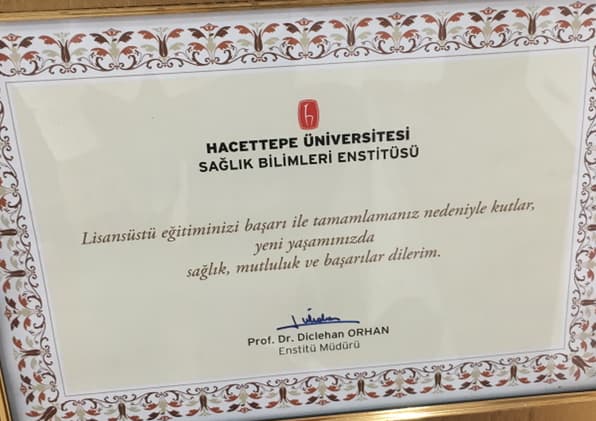 HACETTEPE ÜNİVERSİTESİ
SAĞLIK BİLİMLERİ ENSTİTÜSÜ
Lisansüstü eğitiminizi başarı ile tamamlamanız nedeniyle kutlar,
yeni yaşamınızda
sağlık, mutluluk ve başarılar dilerim.
Prof. Dr. Diclehan ORHAN
Enstitü Müdürü